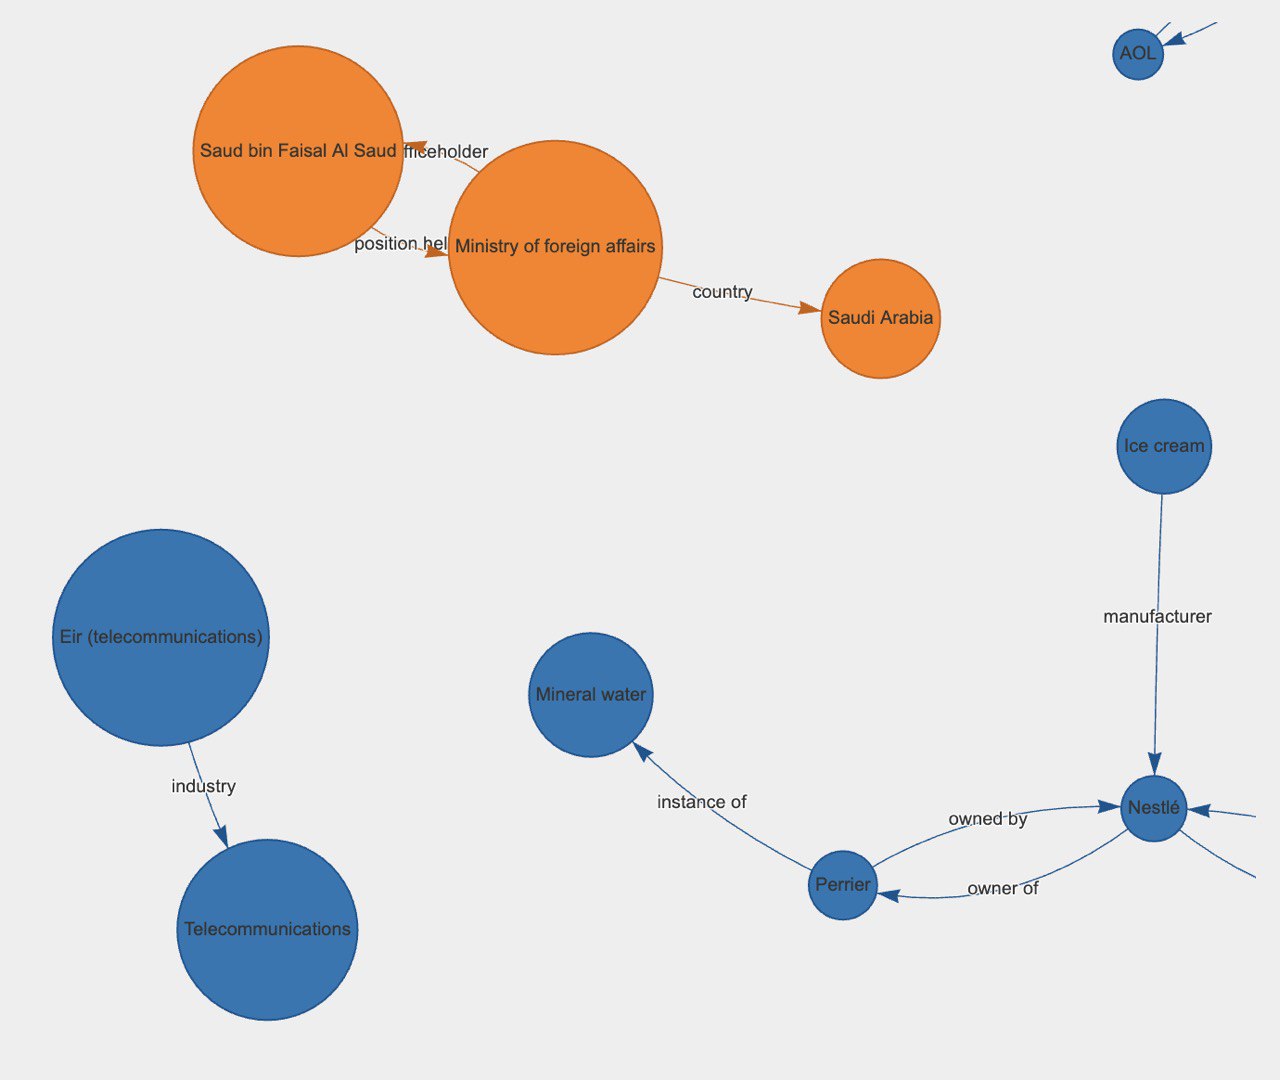 AOL
Saud bin Faisal Al Saud
fficeholder
position hel
Ministry of foreign affairs
country
Saudi Arabia
Ice cream
manufacturer
Eir (telecommunications)
industry
Telecommunications
Mineral water
instance of
Perrier
owned by
owner of
Nestlé